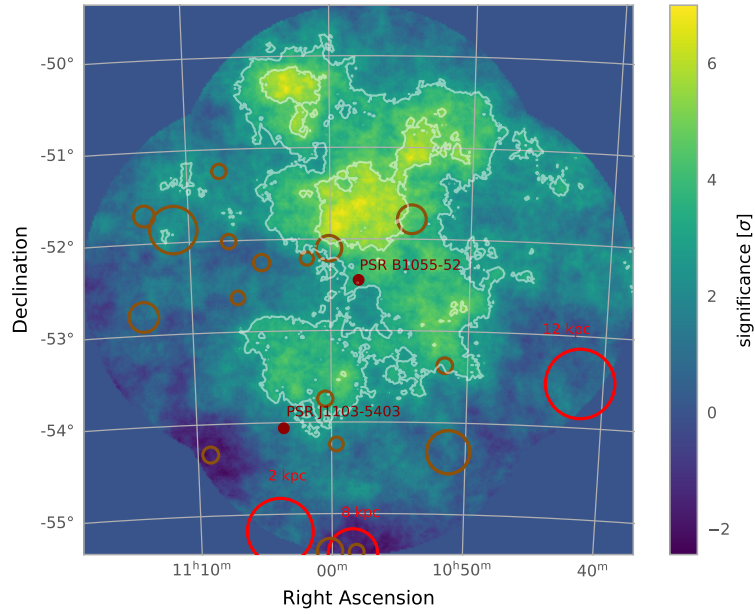 -50°
-51°
-52°
-53°
-54°
-55°
Declination
PSR B1055-52
12 kpc
PSR J1103-5403
2 kpc
8 kpc
11h10m
00m
10h50m
40m
Right Ascension
6
4
2
0
−2
significance [σ]